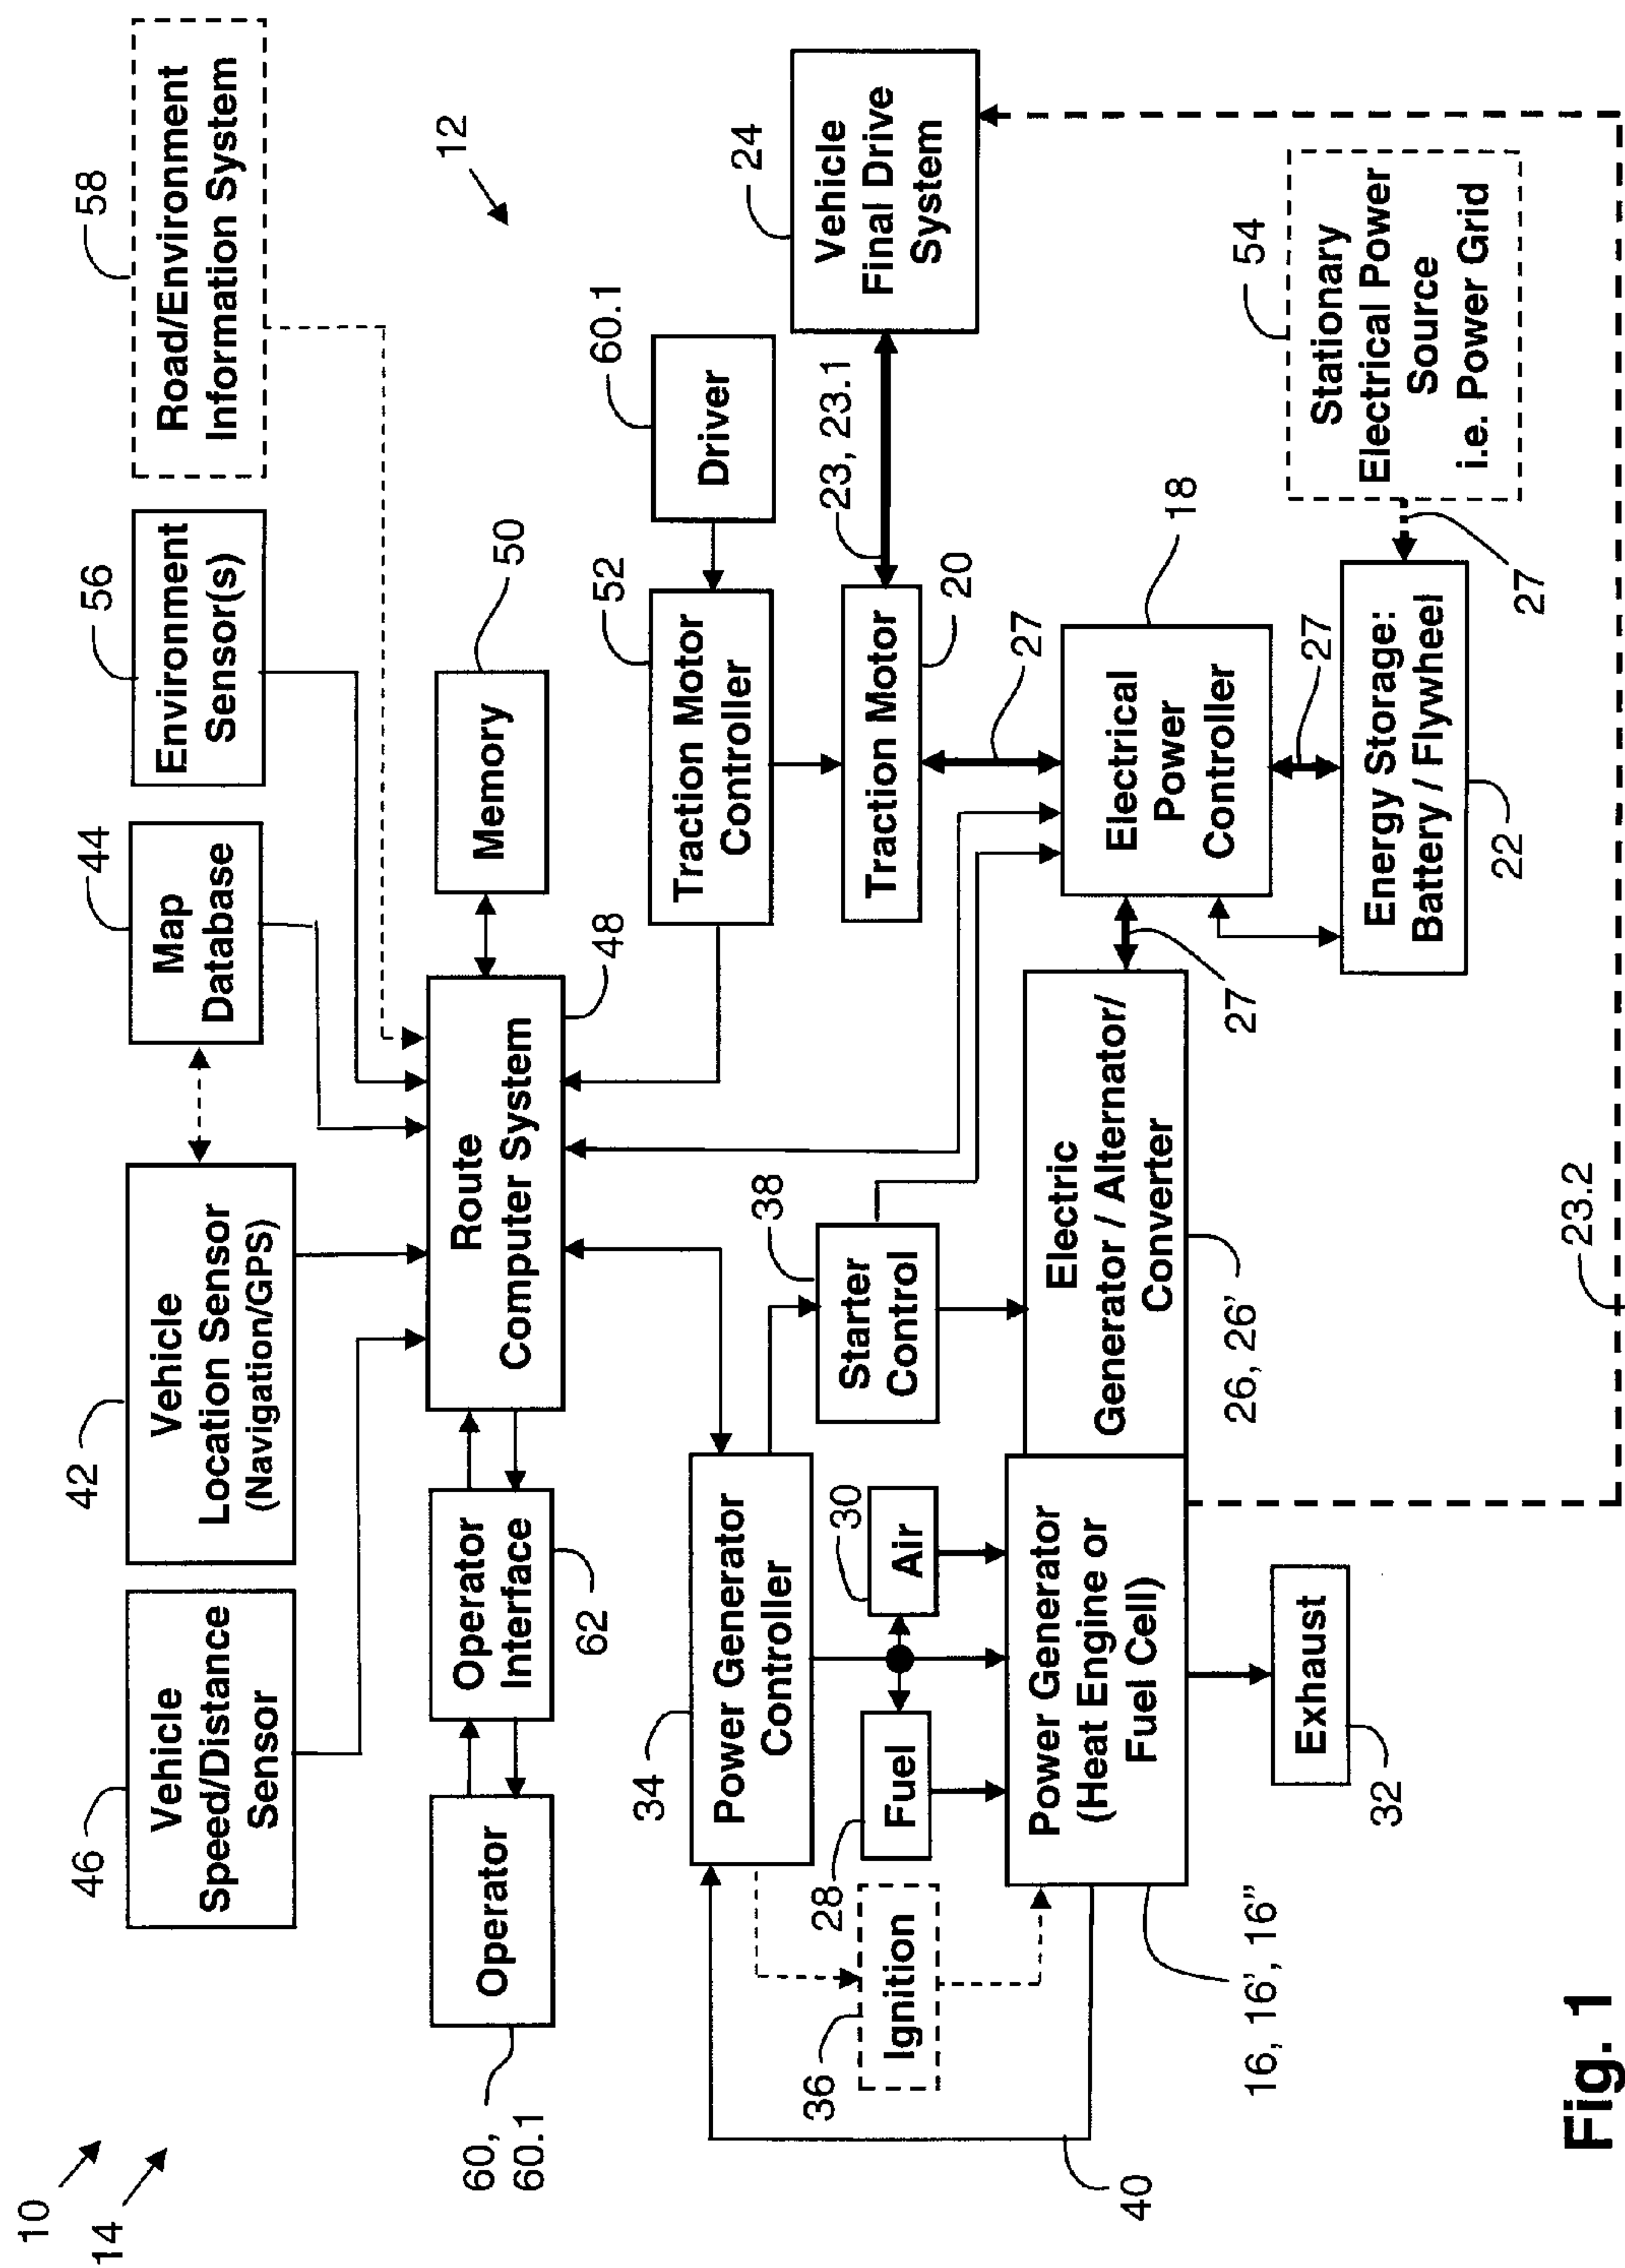 10
14
46
Vehicle
Speed/Distance
Sensor
42
Vehicle
Location Sensor
(Navigation/GPS)
44
Map
Database
56
Environment
Sensor(s)
58
Road/Environment
Information System
12
60,
60.1
Operator
Operator
Interface
62
Route
Computer System
48
Memory
50
34
Power Generator
Controller
38
Starter
Control
52
Traction Motor
Controller
60.1
Driver
36
Ignition
28
Fuel
30
Air
Traction Motor
20
23, 23.1
24
Vehicle
Final Drive
System
40
16, 16', 16"
Power Generator
(Heat Engine or
Fuel Cell)
Electric
Generator / Alternator/
Converter
26, 26'
27
27
Electrical
Power
Controller
18
27
32
Exhaust
Energy Storage:
Battery / Flywheel
22
27
54
Stationary
Electrical Power
Source
i.e. Power Grid
23.2
Fig. 1